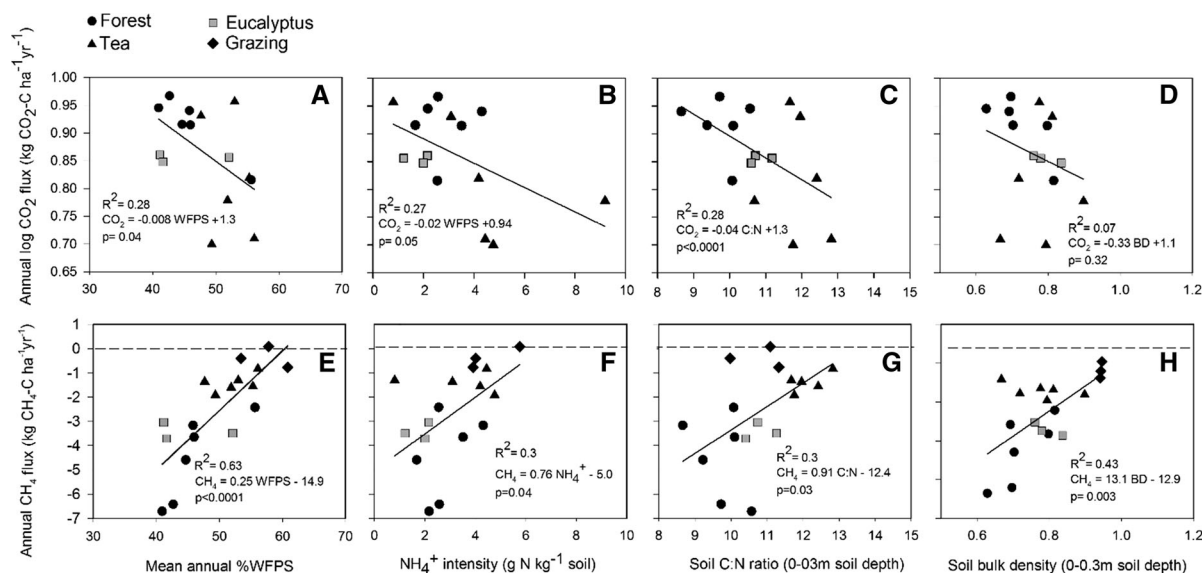 Forest Eucalyptus
Tea Grazing
Annual log CO₂ flux (kg CO₂-C ha⁻¹yr⁻¹)
1.00
0.95
0.90
0.85
0.80
0.75
0.70
0.65
A
R²= 0.28
CO₂ = -0.008 WFPS +1.3
p= 0.04
30 40 50 60 70
B
R²= 0.27
CO₂ = -0.02 WFPS +0.94
p= 0.05
0 2 4 6 8 10
C
R²= 0.28
CO₂ = -0.04 C:N +1.3
p<0.0001
8 9 10 11 12 13 14 15
D
R²= 0.07
CO₂ = -0.33 BD +1.1
p= 0.32
0.6 0.8 1.0 1.2
Annual CH₄ flux (kg CH₄-C ha⁻¹yr⁻¹)
1
0
-1
-2
-3
-4
-5
-6
-7
E
R²= 0.63
CH₄ = 0.25 WFPS - 14.9
p<0.0001
30 40 50 60 70
Mean annual %WFPS
F
R²= 0.3
CH₄ = 0.76 NH₄⁺ - 5.0
p=0.04
0 2 4 6 8 10
NH₄⁺ intensity (g N kg⁻¹ soil)
G
R²= 0.3
CH₄ = 0.91 C:N - 12.4
p=0.03
8 9 10 11 12 13 14 15
Soil C:N ratio (0-03m soil depth)
H
R²= 0.43
CH₄ = 13.1 BD - 12.9
p= 0.003
0.6 0.8 1.0 1.2
Soil bulk density (0-0.3m soil depth)